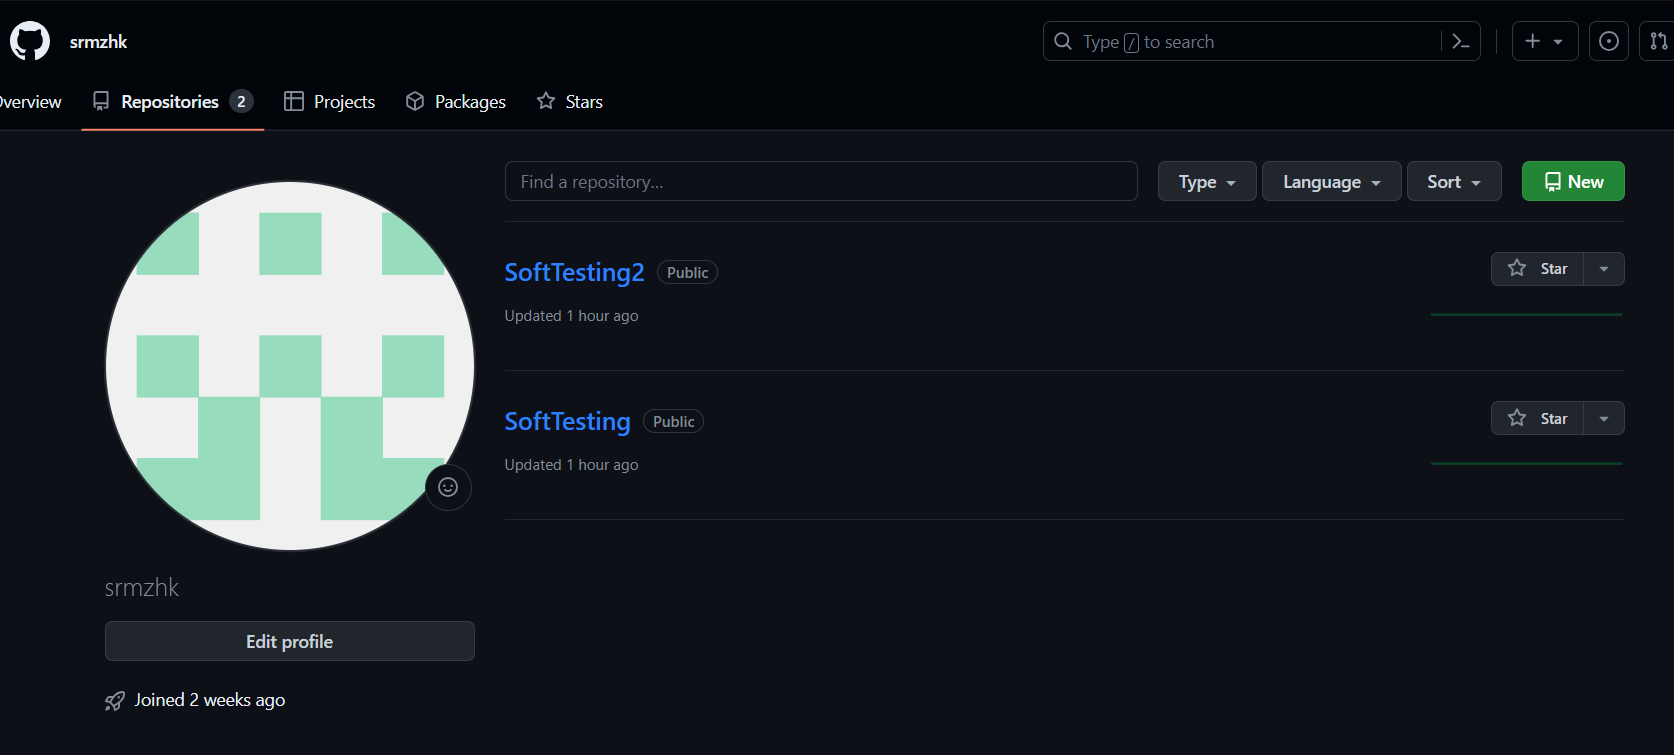 srmzhk
Type / to search
Overview
Repositories 2
Projects
Packages
Stars
Find a repository...
Type
Language
Sort
New
SoftTesting2 Public
Star
Updated 1 hour ago
SoftTesting Public
Star
Updated 1 hour ago
srmzhk
Edit profile
Joined 2 weeks ago